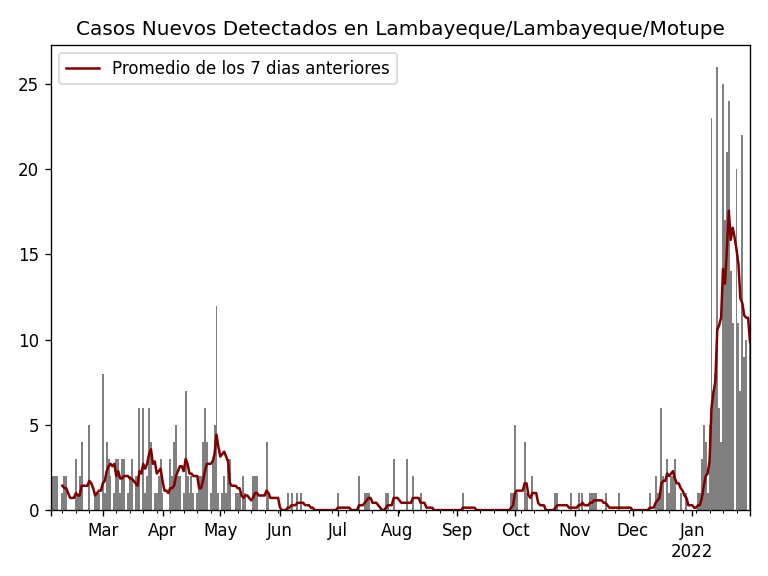 Casos Nuevos Detectados en Lambayeque/Lambayeque/Motupe
Promedio de los 7 dias anteriores
25
20
15
10
5
0
Mar Apr May Jun Jul Aug Sep Oct Nov Dec Jan
2022